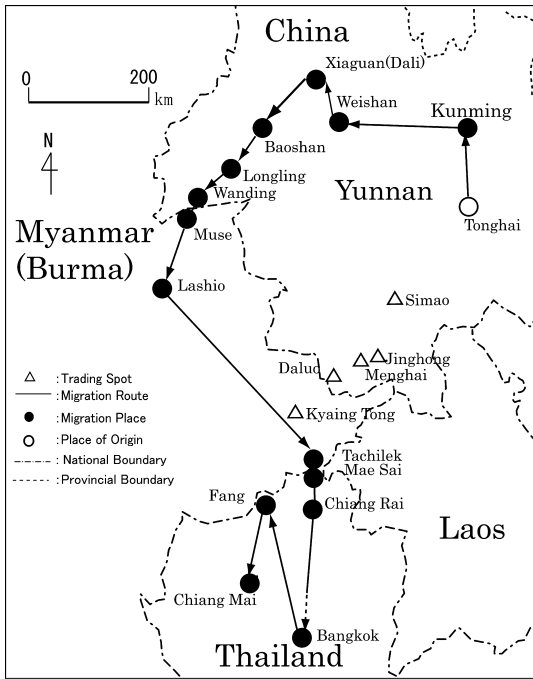 China
Xiaguan(Dali)
0 200
km
Weishan
Kunming
Baoshan
N
Longling
Yunnan
Wanding
Tonghai
Myanmar
(Burma)
Muse
Lashio
Simao
Jinghong
Daluo
Menghai
△ :Trading Spot
:Migration Route
:Migration Place
:Place of Origin
: National Boundary
:Provincial Boundary
Kyaing Tong
Tachilek
Mae Sai
Fang
Chiang Rai
Laos
Chiang Mai
Bangkok
Thailand